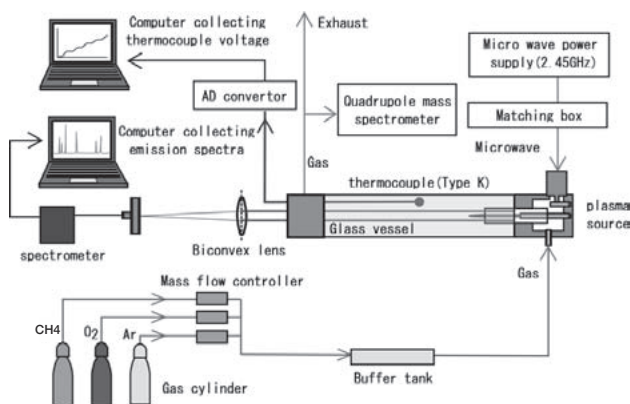 Computer collecting
thermocouple voltage
Exhaust
Micro wave power
supply(2.45GHz)
AD convertor
Quadrupole mass
spectrometer
Matching box
Computer collecting
emission spectra
Microwave
Gas
thermocouple(Type K)
plasma
source
Glass vessel
spectrometer
Biconvex lens
Gas
Mass flow controller
CH4
O2
Ar
Gas cylinder
Buffer tank